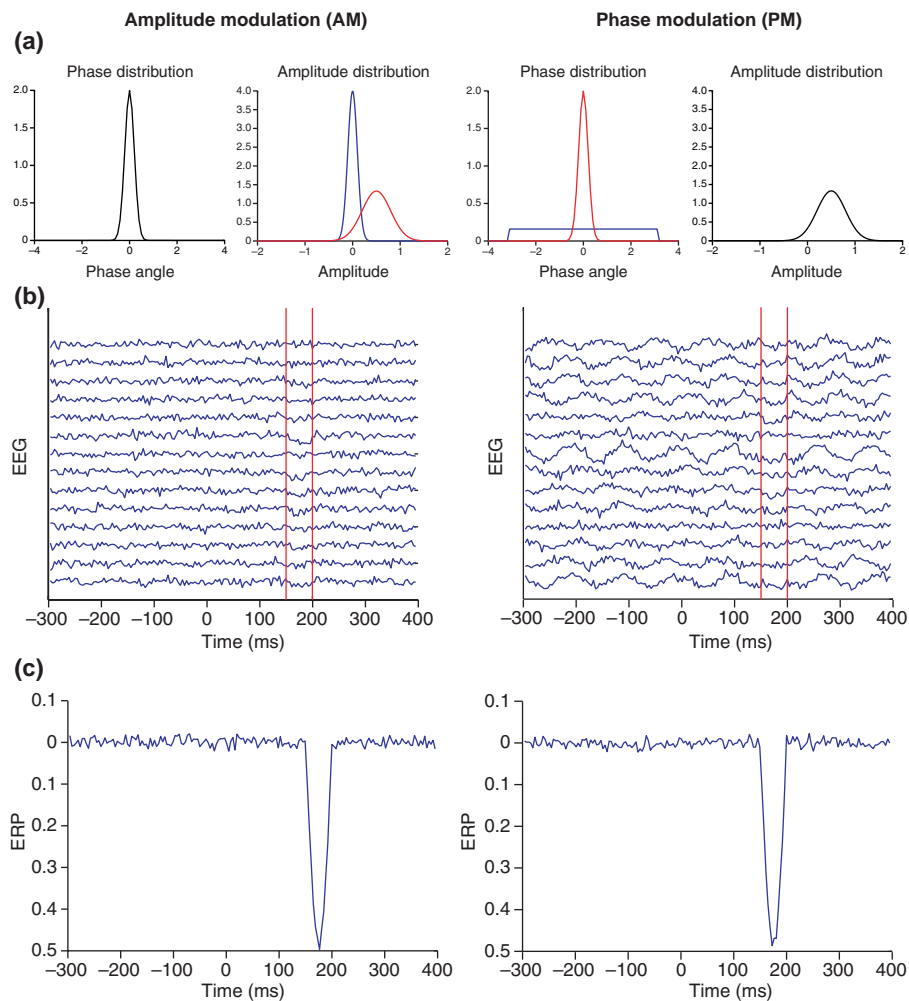 Amplitude modulation (AM) Phase modulation (PM)
(a)
Phase distribution Amplitude distribution Phase distribution Amplitude distribution
2.0 4.0 2.0 4.0
3.5 3.5
1.5 3.0 1.5 3.0
2.5 2.5
1.0 2.0 1.0 2.0
1.5 1.5
0.5 1.0 0.5 1.0
0.5 0.5
0 0 0 0
−4 −2 0 2 4 −2 −1 0 1 2 −4 −2 0 2 4 −2 −1 0 1 2
Phase angle Amplitude Phase angle Amplitude
(b)
EEG EEG
−300 −200 −100 0 100 200 300 400 −300 −200 −100 0 100 200 300 400
Time (ms) Time (ms)
(c)
0.1 0.1
0 0
0.1 0.1
0.2 0.2
ERP ERP
0.3 0.3
0.4 0.4
0.5 0.5
−300 −200 −100 0 100 200 300 400 −300 −200 −100 0 100 200 300 400
Time (ms) Time (ms)